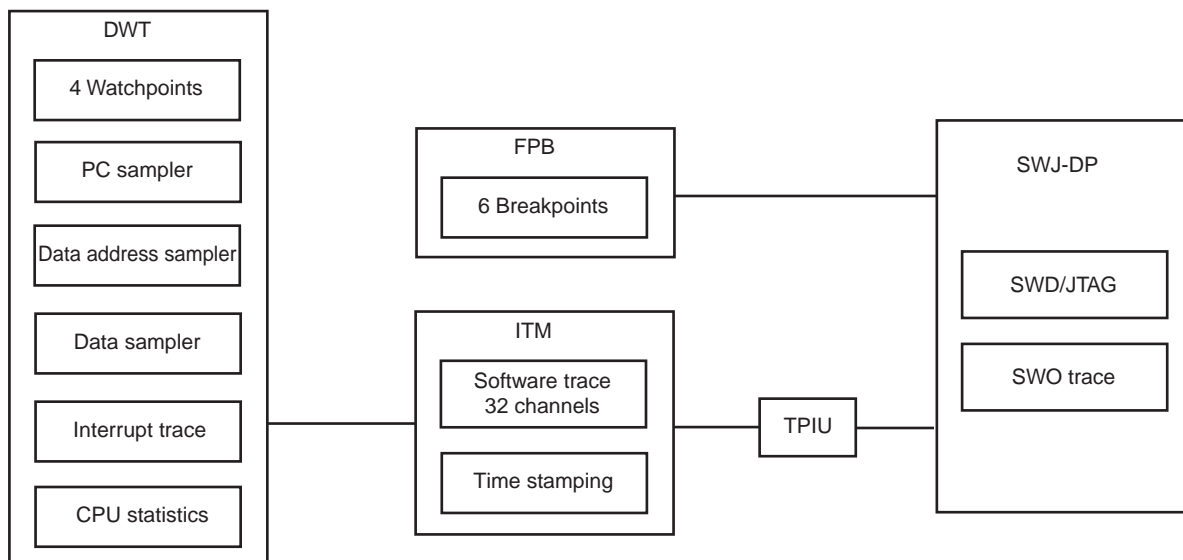 DWT
4 Watchpoints
PC sampler
Data address sampler
Data sampler
Interrupt trace
CPU statistics
FPB
6 Breakpoints
ITM
Software trace
32 channels
Time stamping
TPIU
SWJ-DP
SWD/JTAG
SWO trace